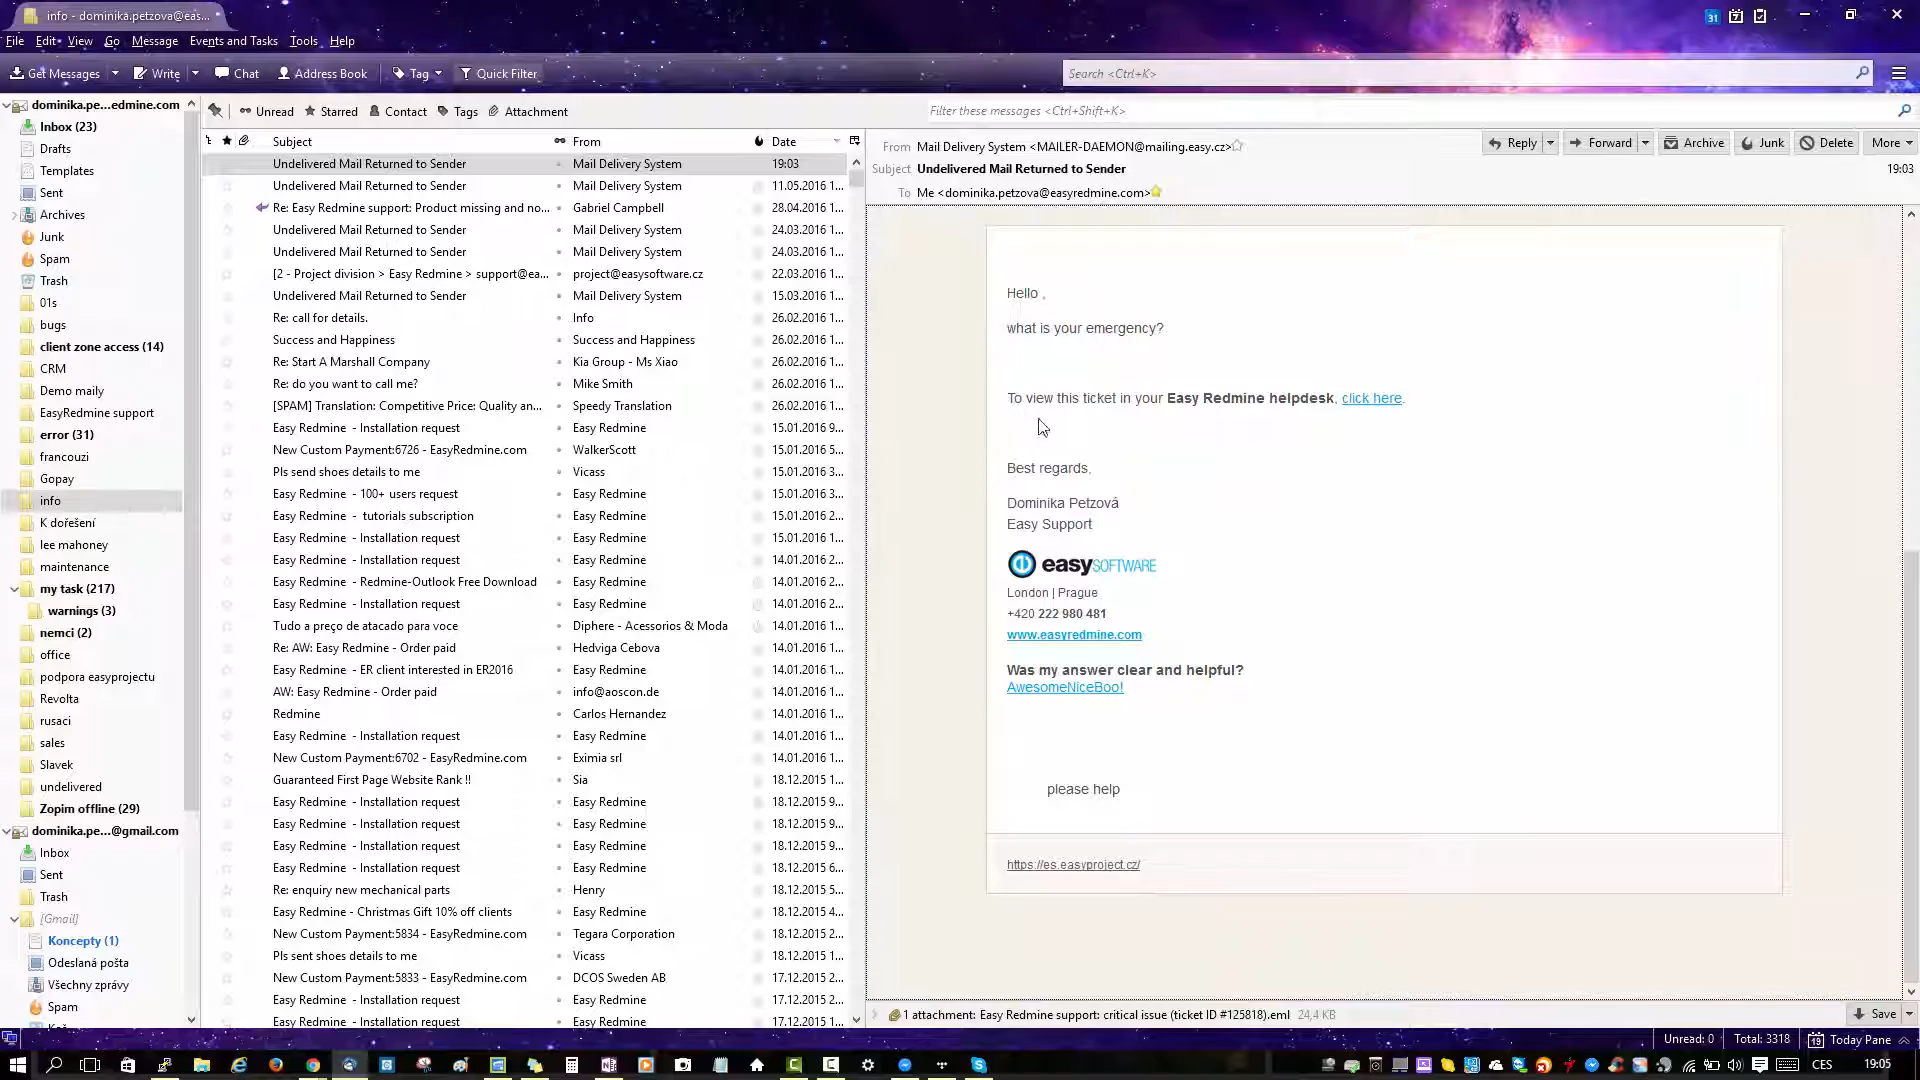 info - dominika.petzova@eas...
File Edit View Go Message Events and Tasks Tools Help
Get Messages Write Chat Address Book Tag Quick Filter Search <Ctrl+K>
dominika.pe...edmine.com
Inbox (23)
Drafts
Templates
Sent
Archives
Junk
Spam
Trash
01s
bugs
client zone access (14)
CRM
Demo maily
EasyRedmine support
error (31)
francouzi
Gopay
info
K dořešení
lee mahoney
maintenance
my task (217)
warnings (3)
nemci (2)
office
podpora easyprojectu
Revolta
rusaci
sales
Slavek
undelivered
Zopim offline (29)
dominika.pe...@gmail.com
Inbox
Sent
Trash
[Gmail]
Koncepty (1)
Odeslaná pošta
Všechny zprávy
Spam
Unread Starred Contact Tags Attachment Filter these messages <Ctrl+Shift+K>
Subject From Date
Undelivered Mail Returned to Sender Mail Delivery System 19:03
Undelivered Mail Returned to Sender Mail Delivery System 11.05.2016 1...
Re: Easy Redmine support: Product missing and no... Gabriel Campbell 28.04.2016 1...
Undelivered Mail Returned to Sender Mail Delivery System 24.03.2016 1...
Undelivered Mail Returned to Sender Mail Delivery System 24.03.2016 1...
[2 - Project division > Easy Redmine > support@ea... project@easysoftware.cz 22.03.2016 1...
Undelivered Mail Returned to Sender Mail Delivery System 15.03.2016 1...
Re: call for details. Info 26.02.2016 1...
Success and Happiness Success and Happiness 26.02.2016 1...
Re: Start A Marshall Company Kia Group - Ms Xiao 26.02.2016 1...
Re: do you want to call me? Mike Smith 26.02.2016 1...
[SPAM] Translation: Competitive Price: Quality an... Speedy Translation 26.02.2016 1...
Easy Redmine - Installation request Easy Redmine 15.01.2016 9...
New Custom Payment:6726 - EasyRedmine.com WalkerScott 15.01.2016 5...
Pls send shoes details to me Vicass 15.01.2016 3...
Easy Redmine - 100+ users request Easy Redmine 15.01.2016 3...
Easy Redmine - tutorials subscription Easy Redmine 15.01.2016 2...
Easy Redmine - Installation request Easy Redmine 15.01.2016 1...
Easy Redmine - Installation request Easy Redmine 14.01.2016 2...
Easy Redmine - Redmine-Outlook Free Download Easy Redmine 14.01.2016 2...
Easy Redmine - Installation request Easy Redmine 14.01.2016 2...
Tudo a preço de atacado para voce Diphere - Acessorios & Moda 14.01.2016 1...
Re: AW: Easy Redmine - Order paid Hedviga Cebova 14.01.2016 1...
Easy Redmine - ER client interested in ER2016 Easy Redmine 14.01.2016 1...
AW: Easy Redmine - Order paid info@aoscon.de 14.01.2016 1...
Redmine Carlos Hernandez 14.01.2016 1...
Easy Redmine - Installation request Easy Redmine 14.01.2016 1...
New Custom Payment:6702 - EasyRedmine.com Eximia srl 14.01.2016 1...
Guaranteed First Page Website Rank !! Sia 18.12.2015 1...
Easy Redmine - Installation request Easy Redmine 18.12.2015 9...
Easy Redmine - Installation request Easy Redmine 18.12.2015 9...
Easy Redmine - Installation request Easy Redmine 18.12.2015 9...
Easy Redmine - Installation request Easy Redmine 18.12.2015 6...
Re: enquiry new mechanical parts Henry 18.12.2015 5...
Easy Redmine - Christmas Gift 10% off clients Easy Redmine 18.12.2015 4...
New Custom Payment:5834 - EasyRedmine.com Tegara Corporation 18.12.2015 2...
Pls sent shoes details to me Vicass 18.12.2015 1...
New Custom Payment:5833 - EasyRedmine.com DCOS Sweden AB 17.12.2015 2...
Easy Redmine - Installation request Easy Redmine 17.12.2015 2...
Easy Redmine - Installation request Easy Redmine 17.12.2015 1...
From Mail Delivery System <MAILER-DAEMON@mailing.easy.cz>
Reply Forward Archive Junk Delete More
Subject Undelivered Mail Returned to Sender 19:03
To Me <dominika.petzova@easyredmine.com>
Hello ,
what is your emergency?
To view this ticket in your Easy Redmine helpdesk, click here.
Best regards,
Dominika Petzová
Easy Support
easySOFTWARE
London | Prague
+420 222 980 481
www.easyredmine.com
Was my answer clear and helpful?
AwesomeNiceBoo!
please help
https://es.easyproject.cz/
1 attachment: Easy Redmine support: critical issue (ticket ID #125818).eml 24,4 KB Save
Unread: 0 Total: 3318 19 Today Pane
CES 19:05